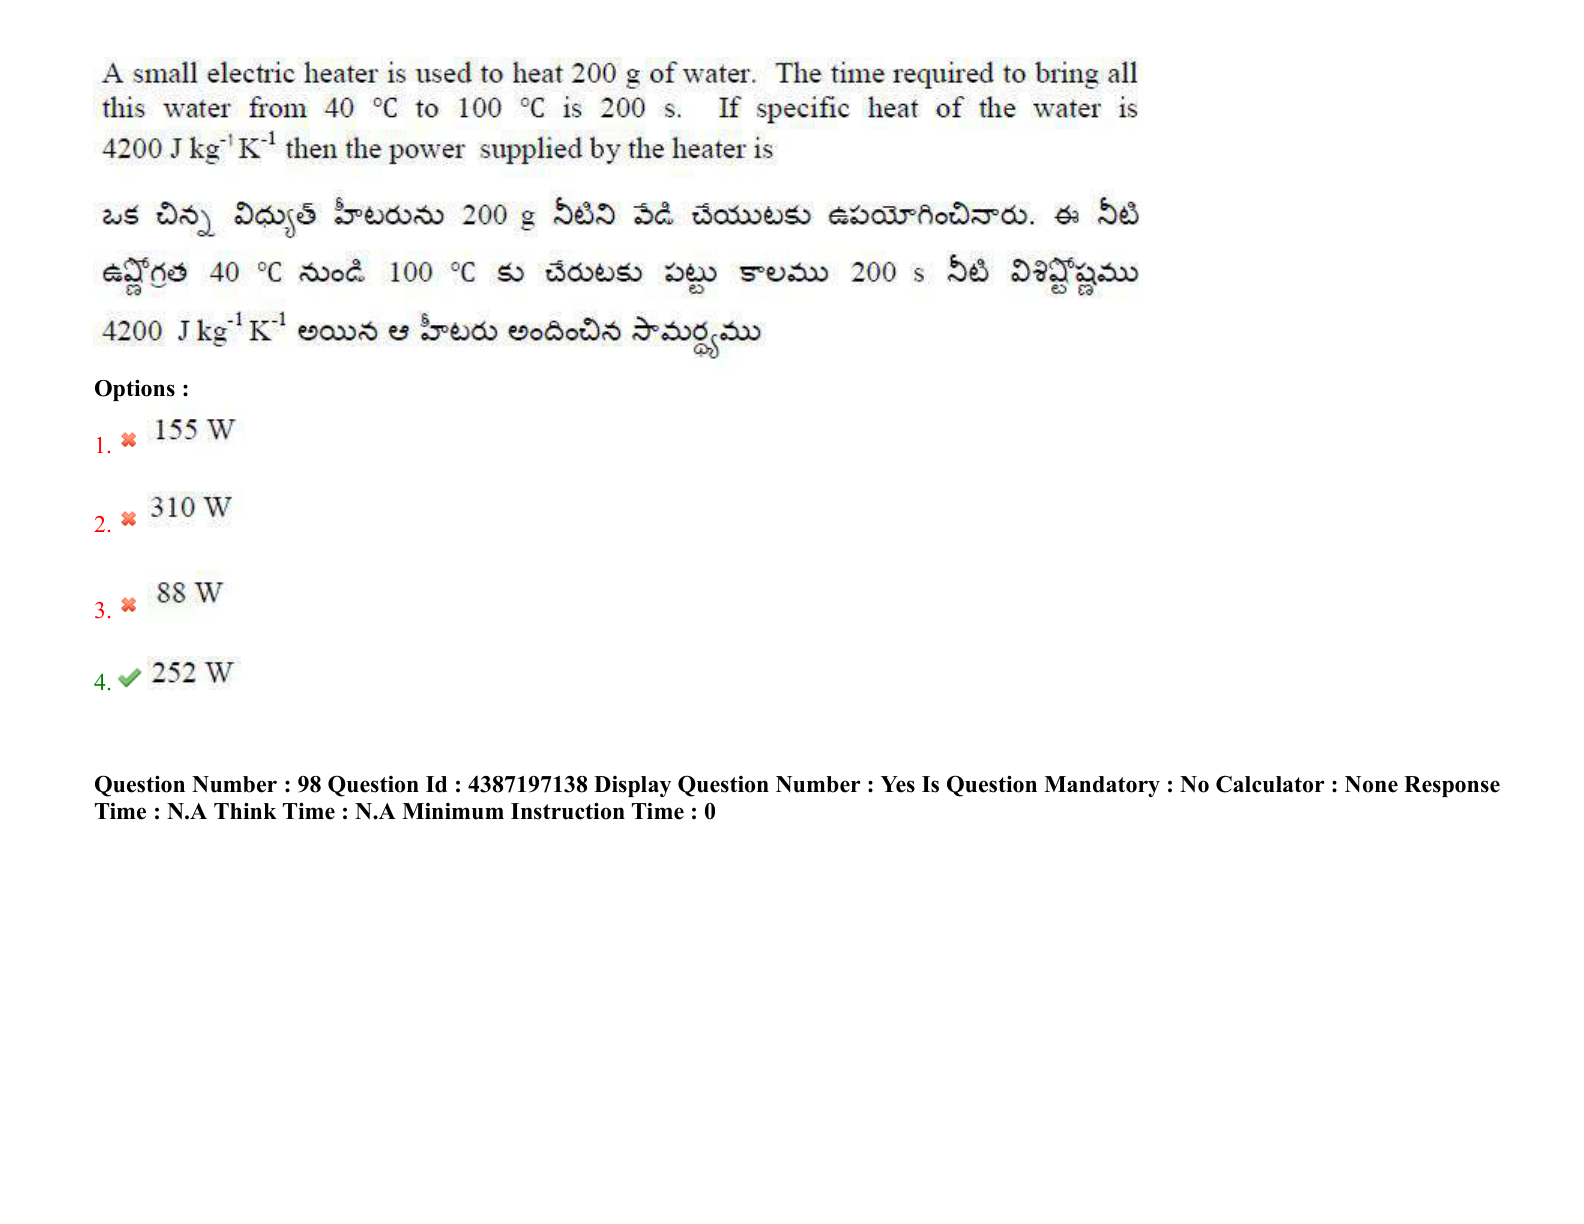 A small electric heater is used to heat 200 g of water. The time required to bring all
this water from 40 °C to 100 °C is 200 s. If specific heat of the water is
4200 J kg⁻¹ K⁻¹ then the power supplied by the heater is
ఒక చిన్న విధ్యుత్ హీటరును 200 g నీటిని వేడి చేయుటకు ఉపయోగించినారు. ఈ నీటి
ఉష్ణోగ్రత 40 °C నుండి 100 °C కు చేరుటకు పట్టు కాలము 200 s నీటి విశిష్టోష్ణము
4200 J kg⁻¹ K⁻¹ అయిన ఆ హీటరు అందించిన సామర్థ్యము
Options :
1. 155 W
2. 310 W
3. 88 W
4. 252 W
Question Number : 98 Question Id : 4387197138 Display Question Number : Yes Is Question Mandatory : No Calculator : None Response
Time : N.A Think Time : N.A Minimum Instruction Time : 0